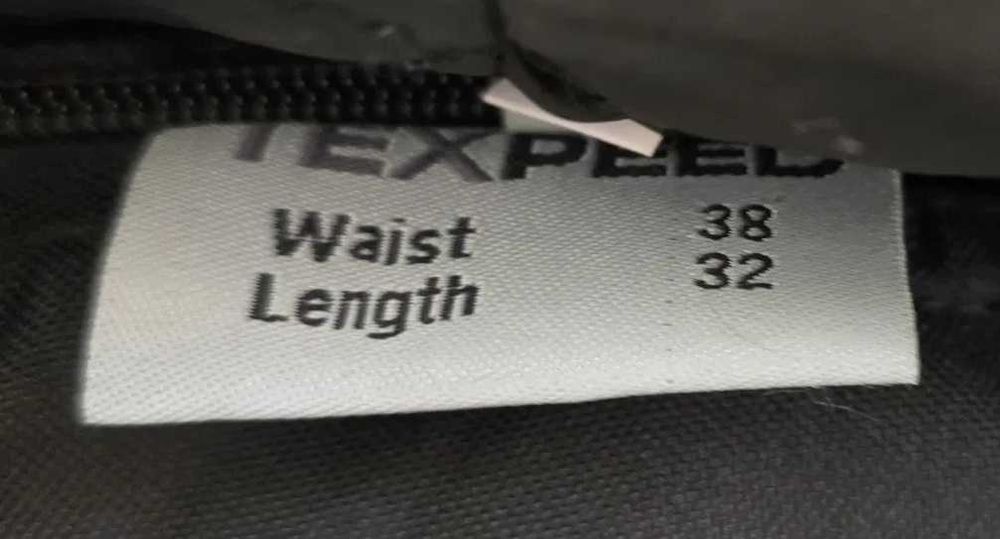 TEXPEED
Waist 38
Length 32